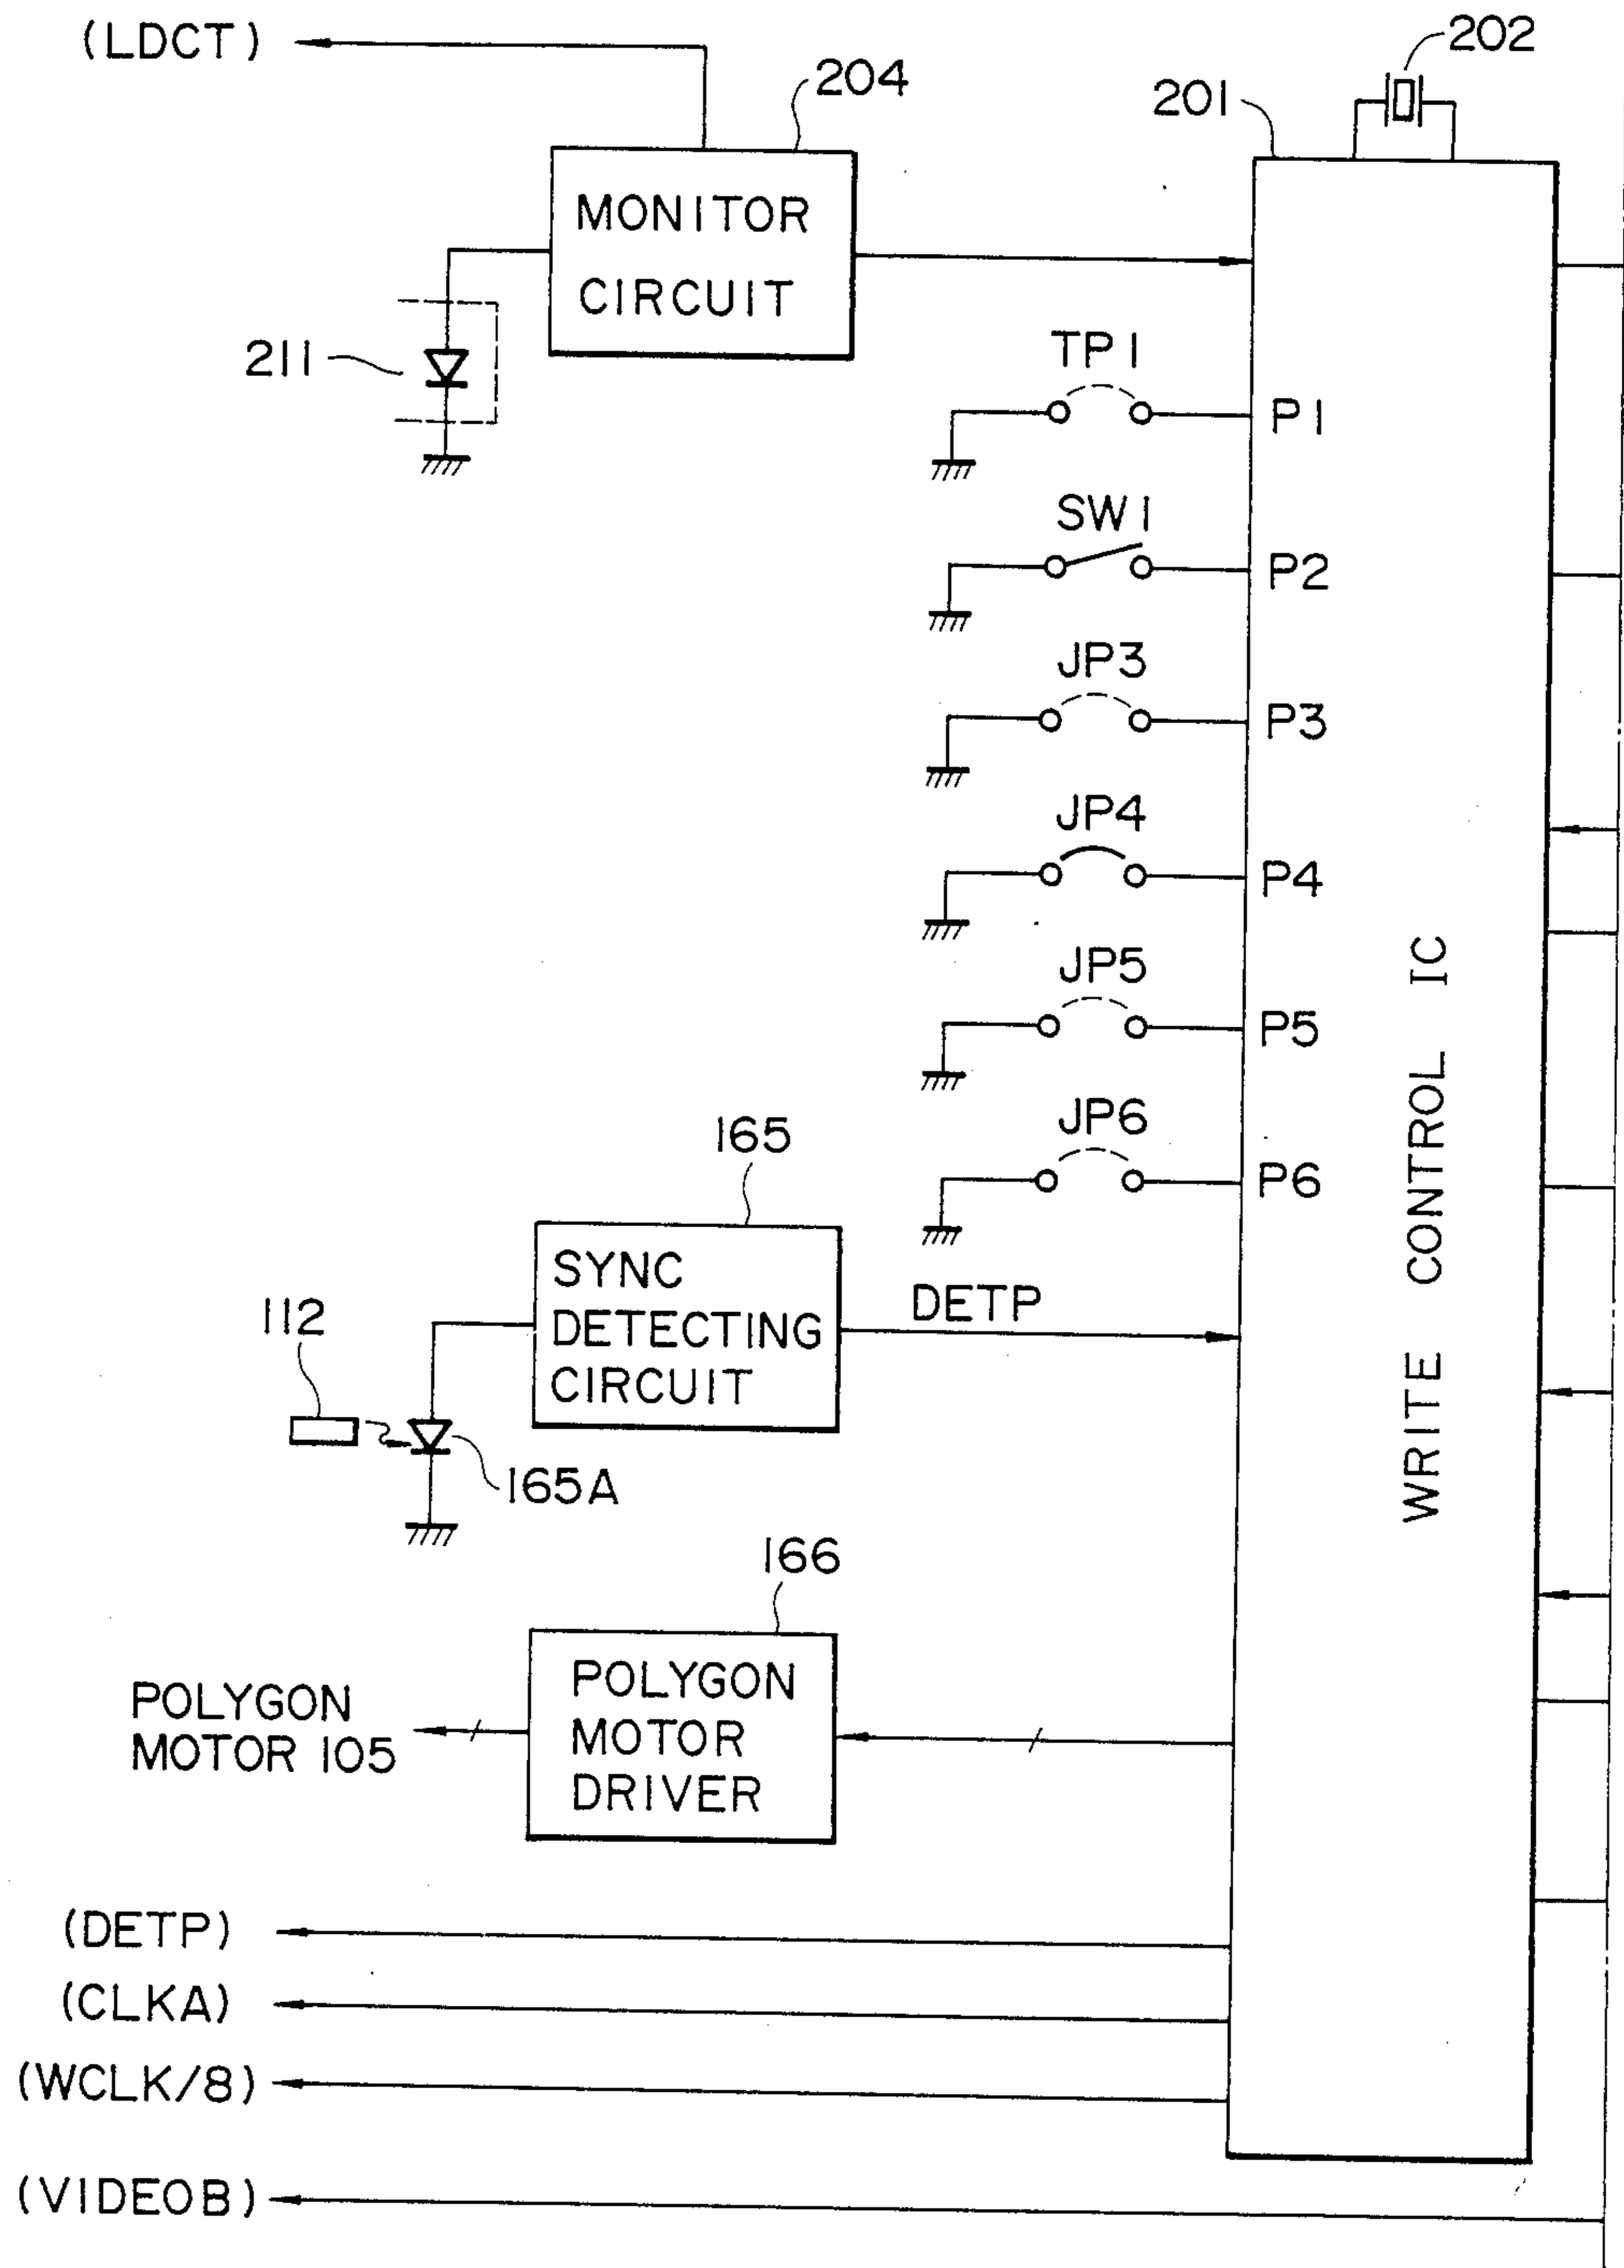 (LDCT)
202
204
201
MONITOR
CIRCUIT
211
TP1
P1
SW1
P2
JP3
P3
JP4
P4
JP5
P5
JP6
P6
WRITE CONTROL IC
165
SYNC
DETECTING
CIRCUIT
DETP
112
165A
166
POLYGON
MOTOR
DRIVER
POLYGON
MOTOR 105
(DETP)
(CLKA)
(WCLK/8)
(VIDEOB)